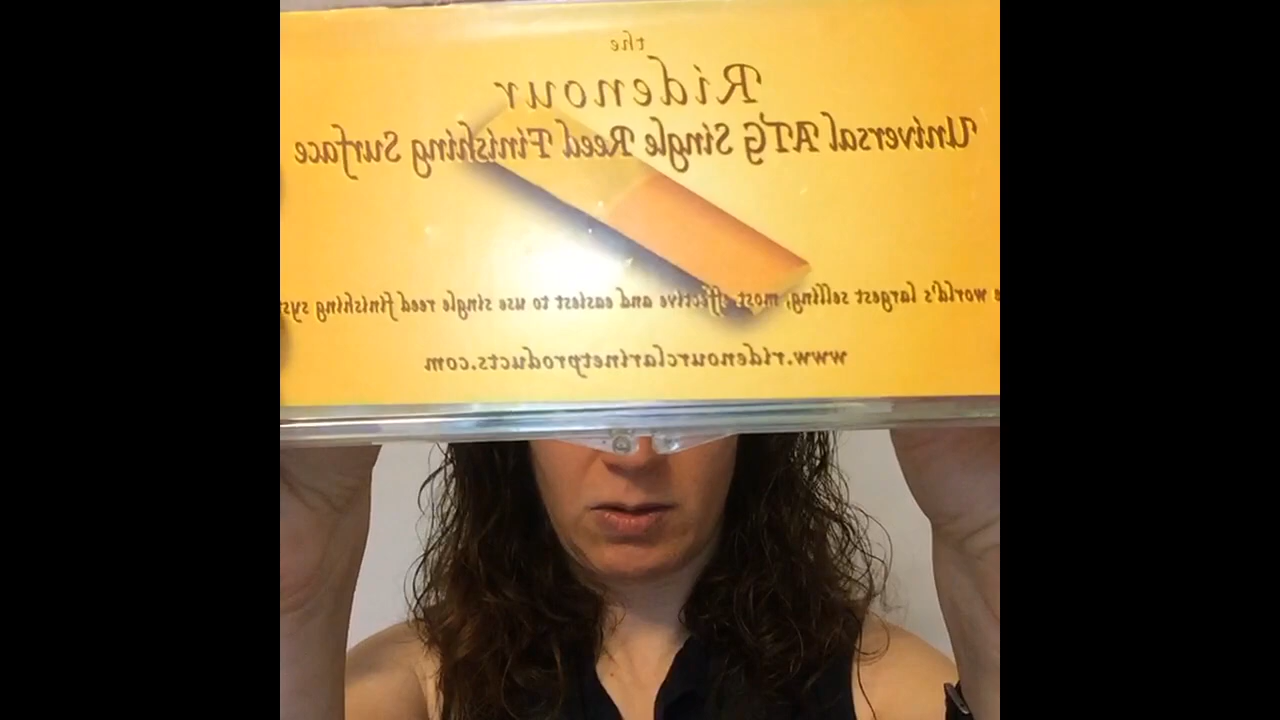 the
Ridenour
Universal ATG Single Reed Finishing Surface
world's largest selling, most effective and easiest to use single reed finishing
www.ridenourclarinetproducts.com